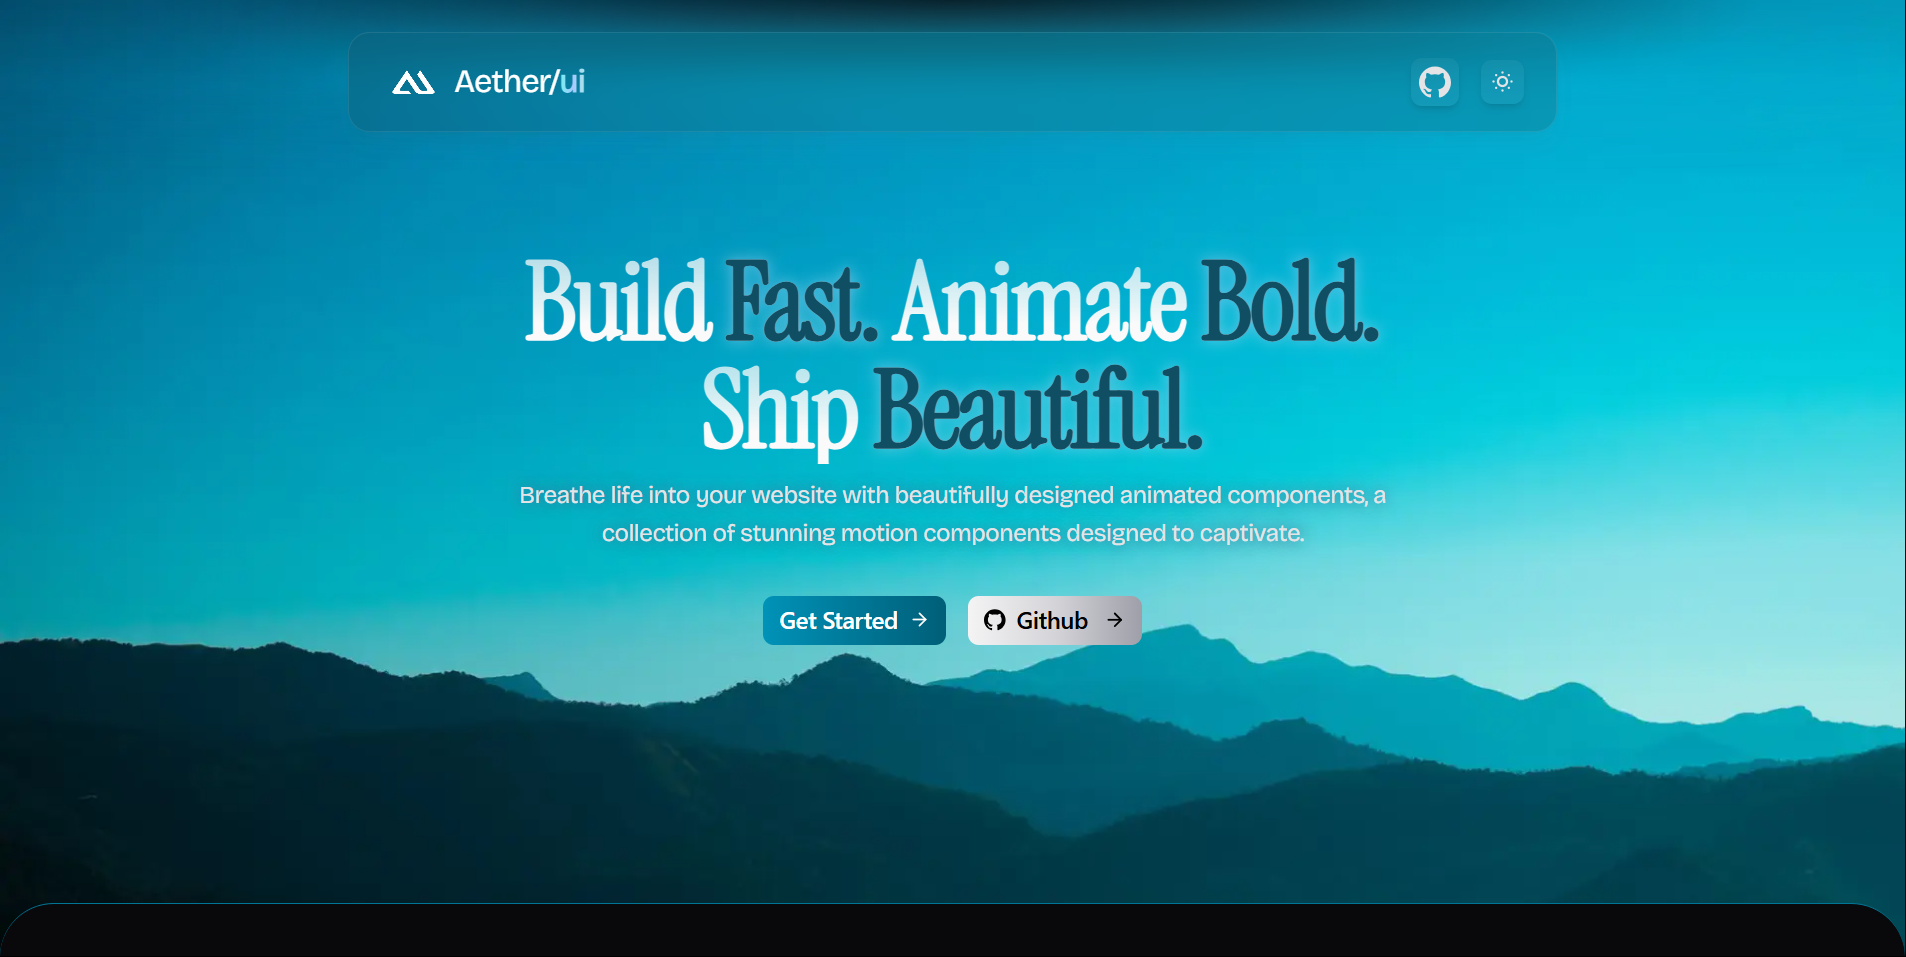 Aether/ui
Build Fast. Animate Bold.
Ship Beautiful.
Breathe life into your website with beautifully designed animated components, a
collection of stunning motion components designed to captivate.
Get Started
Github